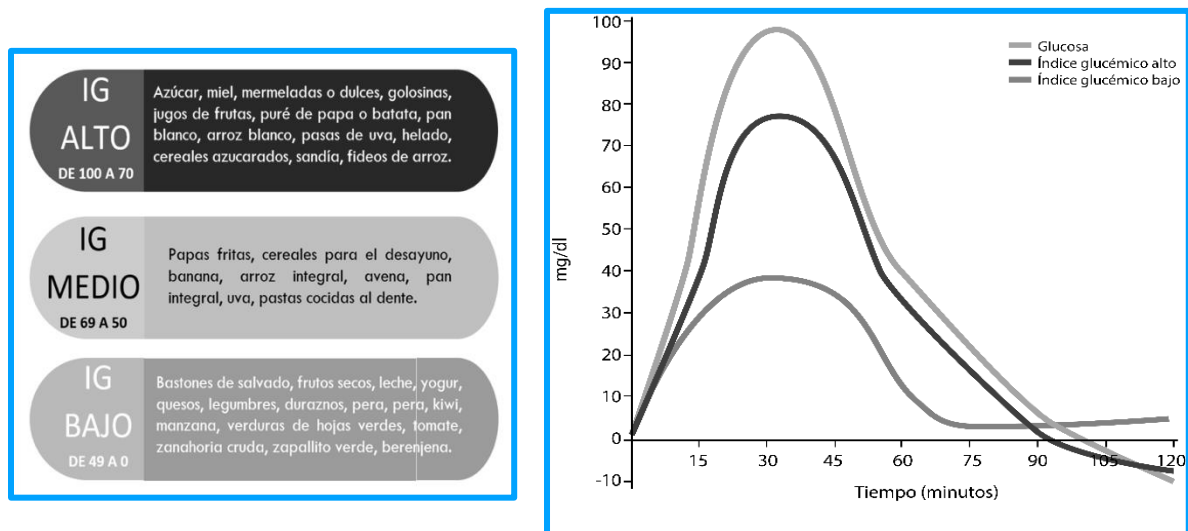 IG
ALTO
DE 100 A 70
Azúcar, miel, mermeladas o dulces, golosinas,
jugos de frutas, puré de papa o batata, pan
blanco, arroz blanco, pasas de uva, helado,
cereales azucarados, sandía, fideos de arroz.
IG
MEDIO
DE 69 A 50
Papas fritas, cereales para el desayuno,
banana, arroz integral, avena, pan
integral, uva, pastas cocidas al dente.
IG
BAJO
DE 49 A 0
Bastones de salvado, frutos secos, leche, yogur,
quesos, legumbres, duraznos, pera, pera, kiwi,
manzana, verduras de hojas verdes, tomate,
zanahoria cruda, zapallito verde, berenjena.
100
90
80
70
60
50
40
30
20
10
0
-10
mg/dl
Glucosa
Índice glucémico alto
Índice glucémico bajo
15 30 45 60 75 90 105 120
Tiempo (minutos)